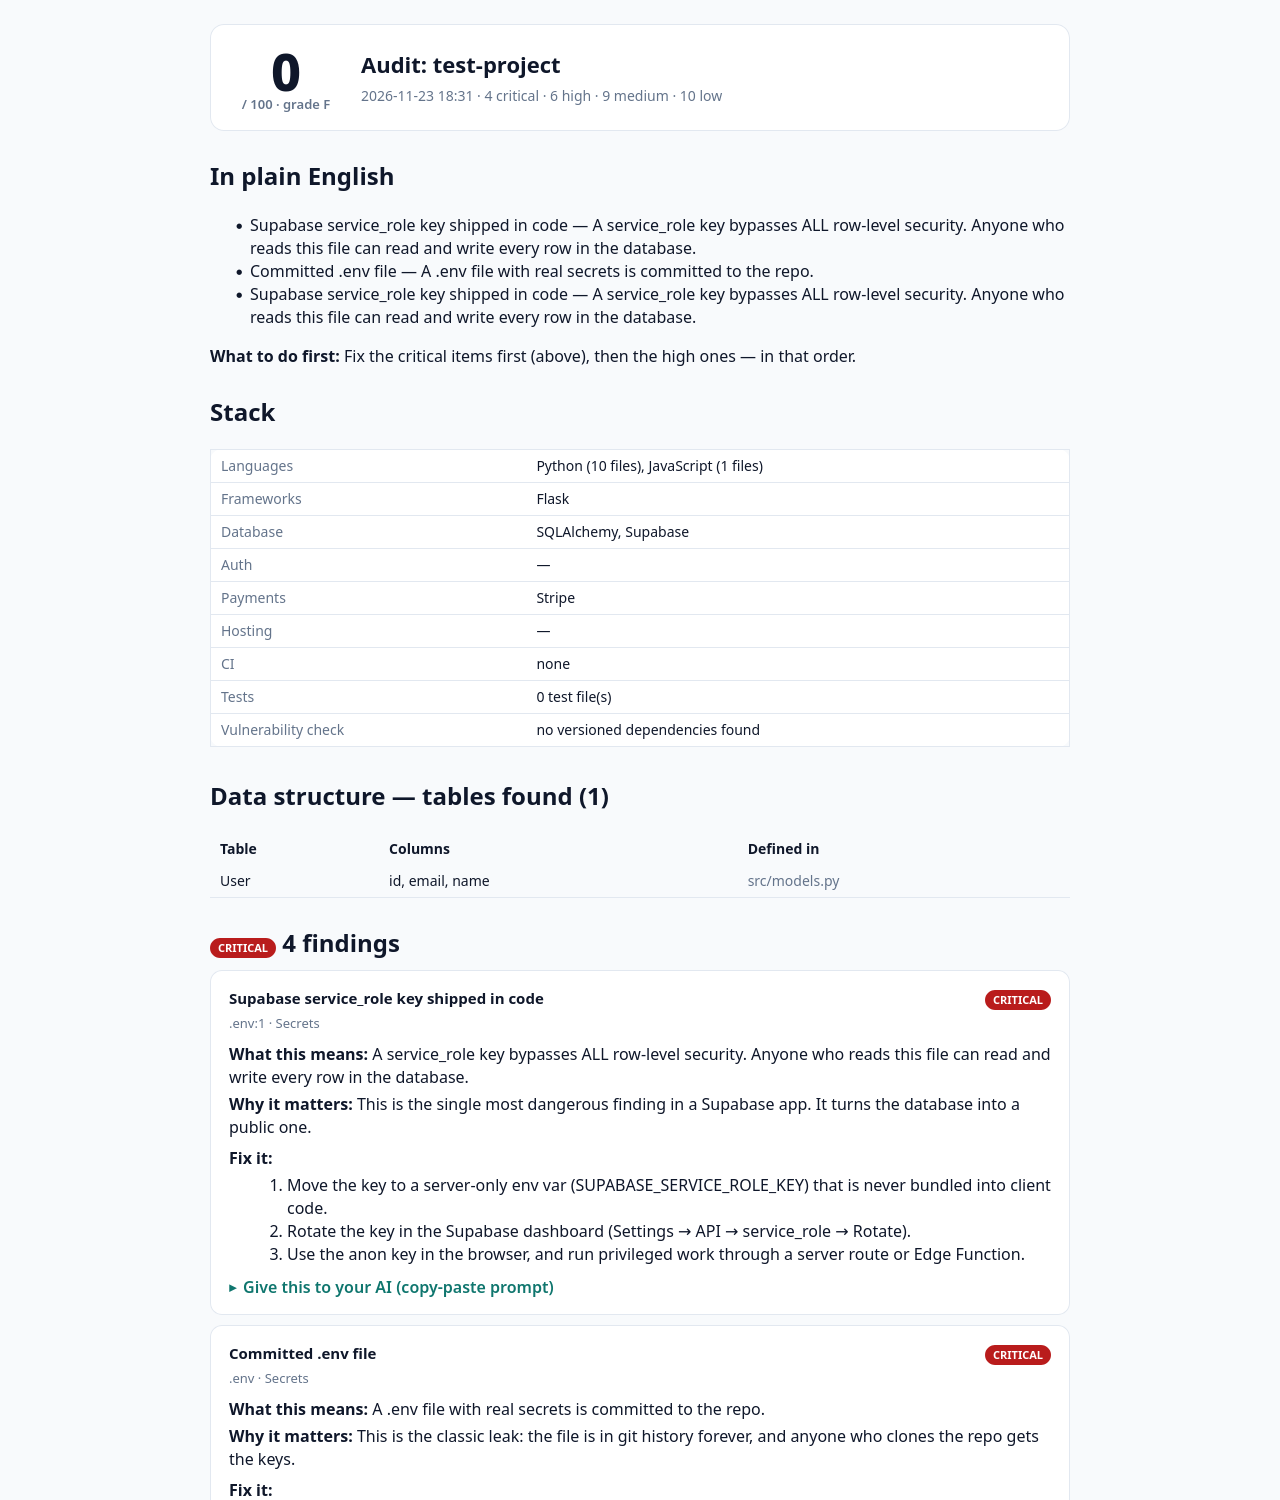 0
/ 100 · grade F
Audit: test-project
2026-11-23 18:31 · 4 critical · 6 high · 9 medium · 10 low
In plain English
• Supabase service_role key shipped in code — A service_role key bypasses ALL row-level security. Anyone who
reads this file can read and write every row in the database.
• Committed .env file — A .env file with real secrets is committed to the repo.
• Supabase service_role key shipped in code — A service_role key bypasses ALL row-level security. Anyone who
reads this file can read and write every row in the database.
What to do first: Fix the critical items first (above), then the high ones — in that order.
Stack
Languages Python (10 files), JavaScript (1 files)
Frameworks Flask
Database SQLAlchemy, Supabase
Auth —
Payments Stripe
Hosting —
CI none
Tests 0 test file(s)
Vulnerability check no versioned dependencies found
Data structure — tables found (1)
Table Columns Defined in
User id, email, name src/models.py
CRITICAL 4 findings
Supabase service_role key shipped in code CRITICAL
.env:1 · Secrets
What this means: A service_role key bypasses ALL row-level security. Anyone who reads this file can read and
write every row in the database.
Why it matters: This is the single most dangerous finding in a Supabase app. It turns the database into a
public one.
Fix it:
1. Move the key to a server-only env var (SUPABASE_SERVICE_ROLE_KEY) that is never bundled into client
code.
2. Rotate the key in the Supabase dashboard (Settings → API → service_role → Rotate).
3. Use the anon key in the browser, and run privileged work through a server route or Edge Function.
▸ Give this to your AI (copy-paste prompt)
Committed .env file CRITICAL
.env · Secrets
What this means: A .env file with real secrets is committed to the repo.
Why it matters: This is the classic leak: the file is in git history forever, and anyone who clones the repo gets
the keys.
Fix it: